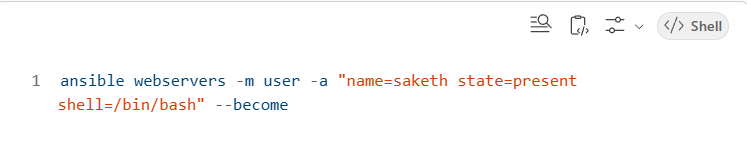 </> Shell
1 ansible webservers -m user -a "name=saketh state=present
shell=/bin/bash" --become